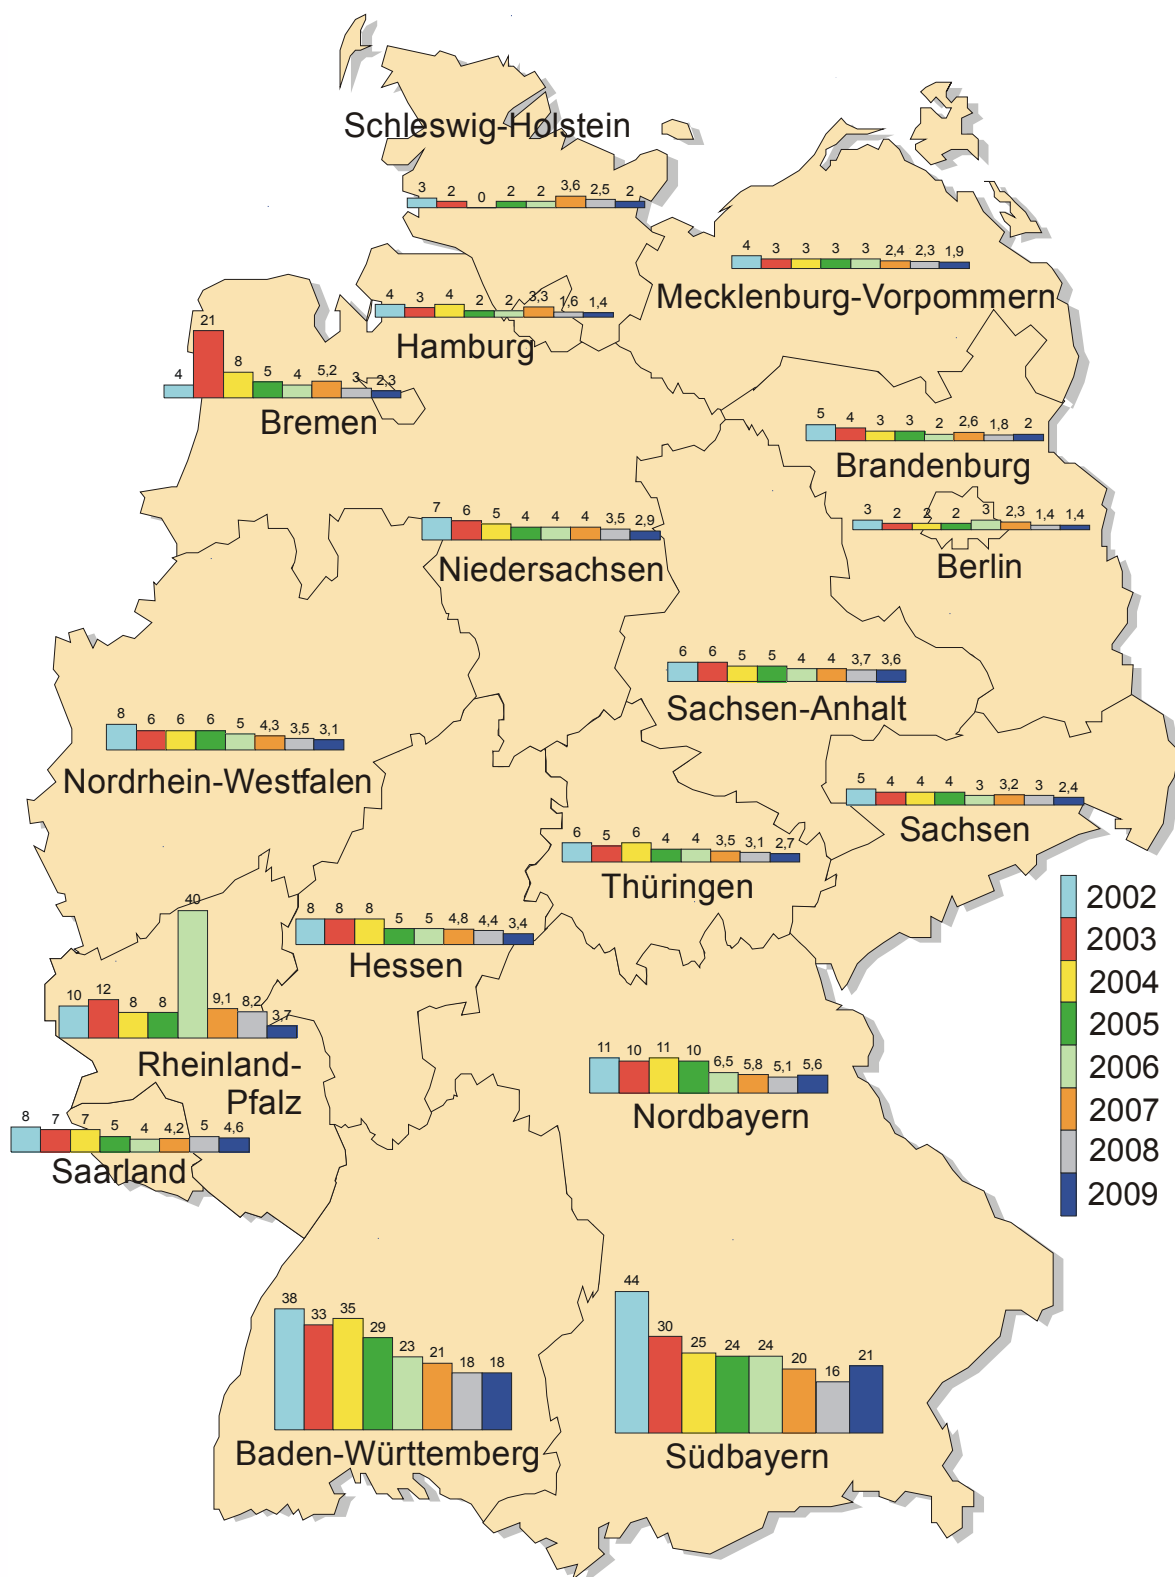 Schleswig-Holstein
3 2 0 2 2 3,6 2,5 2
4 3 3 3 3 2,4 2,3 1,9
Mecklenburg-Vorpommern
4 3 4 2 2 3,3 1,6 1,4
Hamburg
4 21 8 5 4 5,2 3 2,3
Bremen
5 4 3 3 2 2,6 1,8 2
Brandenburg
7 6 5 4 4 4 3,5 2,9
Niedersachsen
3 2 2 2 3 2,3 1,4 1,4
Berlin
6 6 5 5 4 4 3,7 3,6
Sachsen-Anhalt
8 6 6 6 5 4,3 3,5 3,1
Nordrhein-Westfalen
5 4 4 4 3 3,2 3 2,4
Sachsen
6 5 6 4 4 3,5 3,1 2,7
Thüringen
8 8 8 5 5 4,8 4,4 3,4
Hessen
10 12 8 8 40 9,1 8,2 3,7
Rheinland-
Pfalz
11 10 11 10 6,5 5,8 5,1 5,6
Nordbayern
8 7 7 5 4 4,2 5 4,6
Saarland
38 33 35 29 23 21 18 18
Baden-Württemberg
44 30 25 24 24 20 16 21
Südbayern
2002
2003
2004
2005
2006
2007
2008
2009